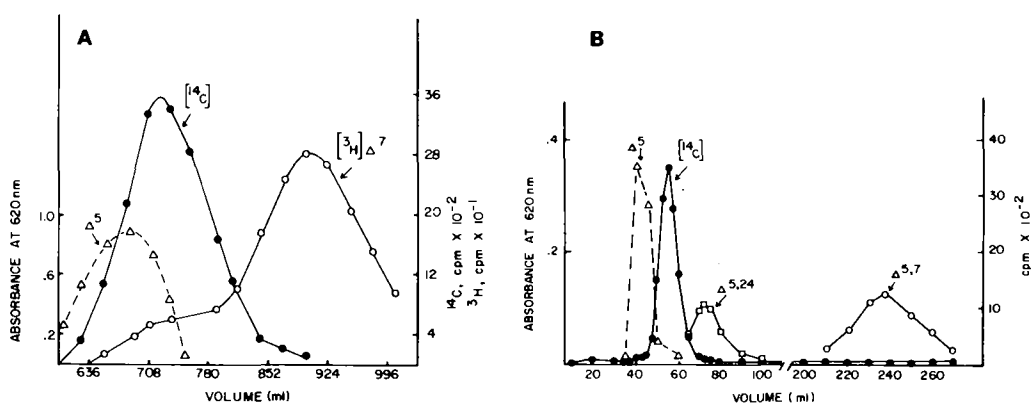 A
ABSORBANCE AT 620 nm
1.0
.6
.2
Δ5
[14C]
[3H] Δ7
36
28
20
12
4
14C, cpm X 10-2
3H, cpm X 10-1
636 708 780 852 924 996
VOLUME (ml)
B
ABSORBANCE AT 620 nm
.4
.2
Δ5
[14C]
Δ5,24
Δ5,7
40
30
20
10
cpm X 10-2
20 40 60 80 100 200 220 240 260
VOLUME (ml)